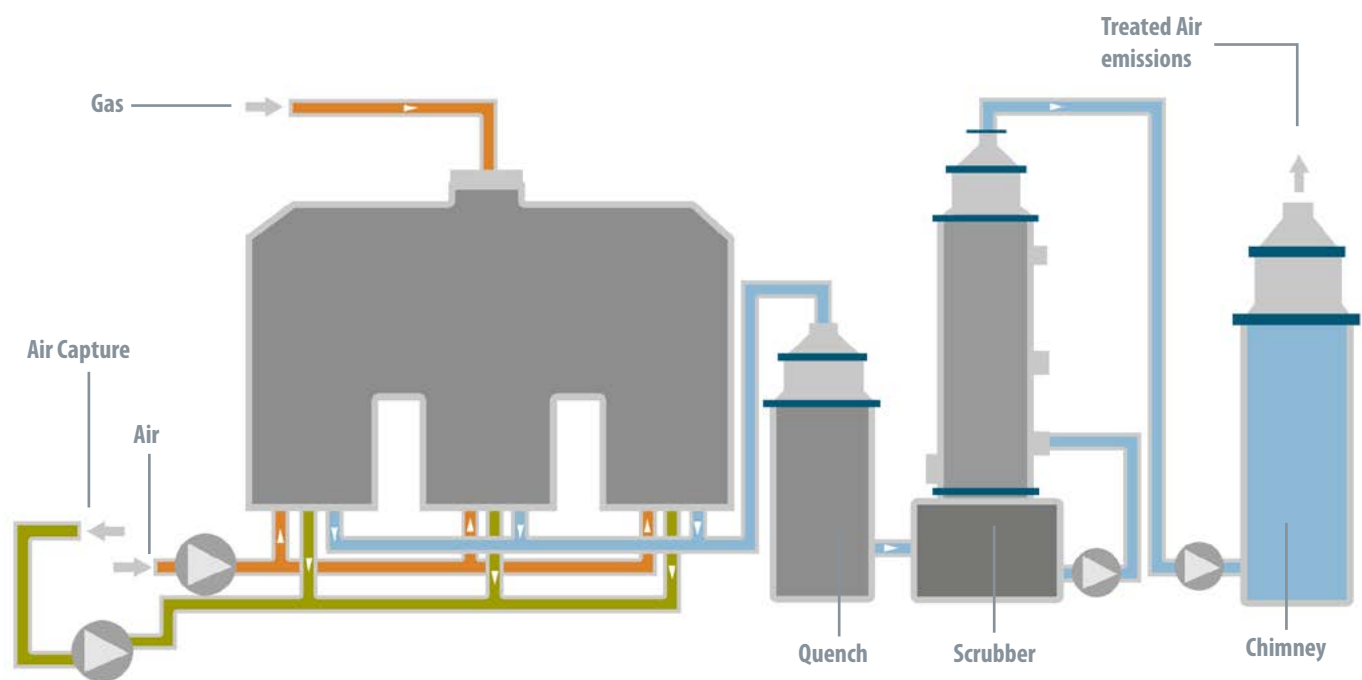 Treated Air
emissions
Gas
Air Capture
Air
Quench
Scrubber
Chimney